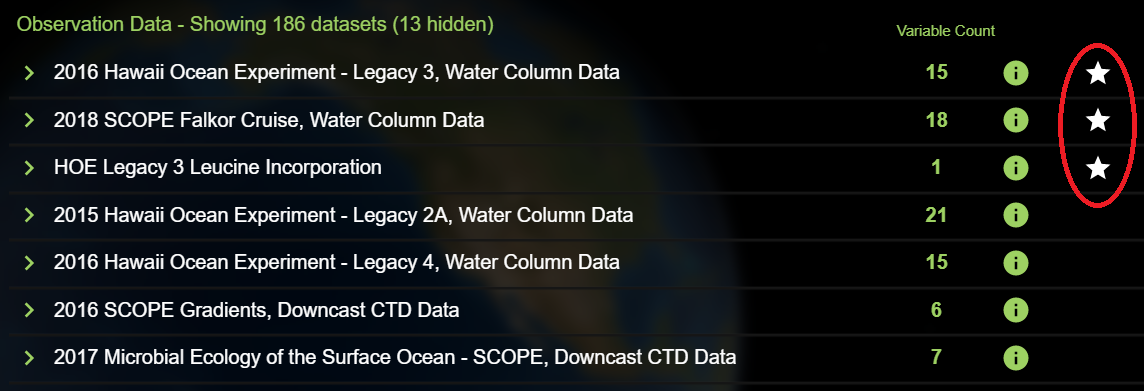 Observation Data - Showing 186 datasets (13 hidden) Variable Count
2016 Hawaii Ocean Experiment - Legacy 3, Water Column Data 15 i
2018 SCOPE Falkor Cruise, Water Column Data 18 i
HOE Legacy 3 Leucine Incorporation 1 i
2015 Hawaii Ocean Experiment - Legacy 2A, Water Column Data 21 i
2016 Hawaii Ocean Experiment - Legacy 4, Water Column Data 15 i
2016 SCOPE Gradients, Downcast CTD Data 6 i
2017 Microbial Ecology of the Surface Ocean - SCOPE, Downcast CTD Data 7 i